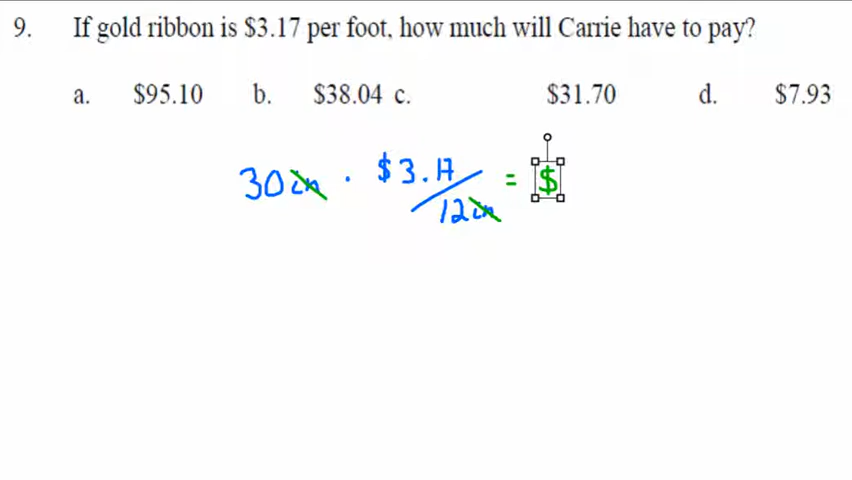 9. If gold ribbon is $3.17 per foot, how much will Carrie have to pay?
a. $95.10 b. $38.04 c. $31.70 d. $7.93
30 in · $3.17 / 12 in = $